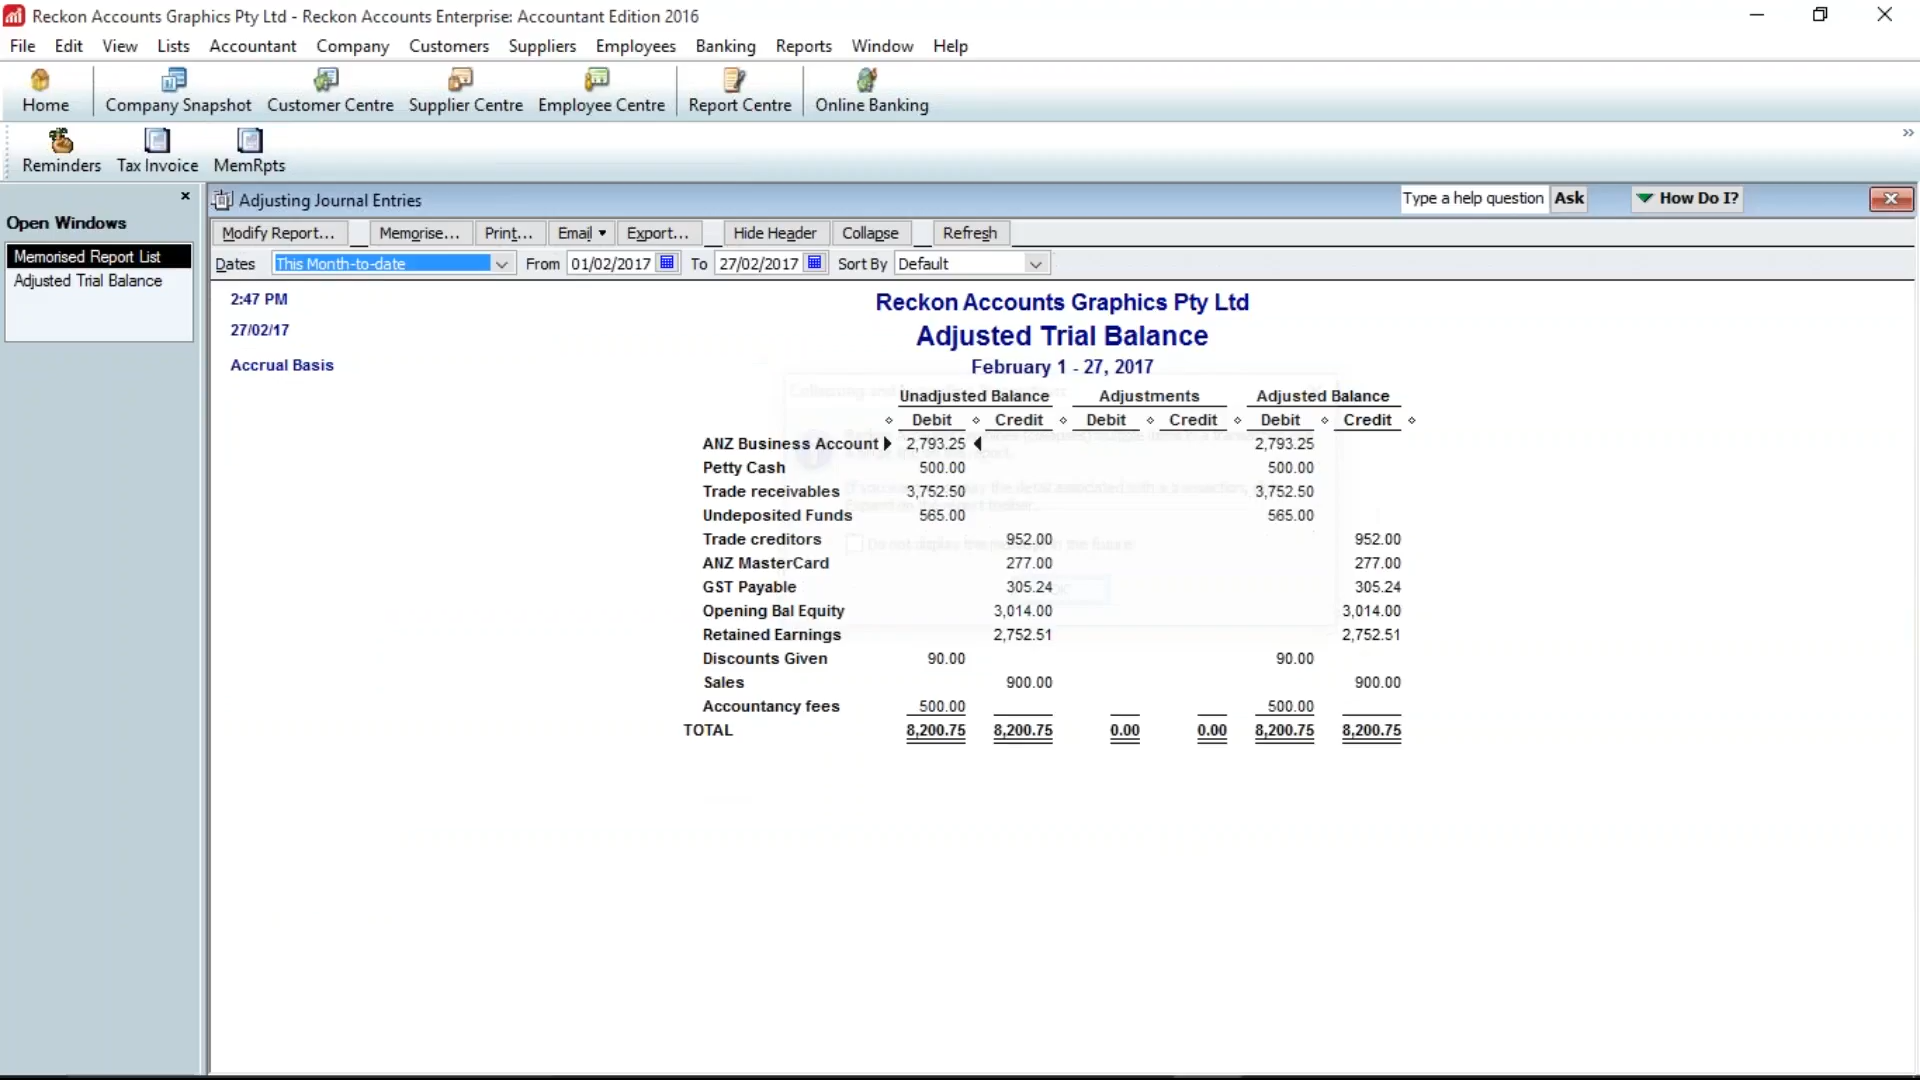 Reckon Accounts Graphics Pty Ltd - Reckon Accounts Enterprise: Accountant Edition 2016
File Edit View Lists Accountant Company Customers Suppliers Employees Banking Reports Window Help
Home Company Snapshot Customer Centre Supplier Centre Employee Centre Report Centre Online Banking
Reminders Tax Invoice MemRpts
Adjusting Journal Entries Type a help question Ask How Do I?
Open Windows
Memorised Report List
Adjusted Trial Balance
Modify Report... Memorise... Print... Email Export... Hide Header Collapse Refresh
Dates This Month-to-date From 01/02/2017 To 27/02/2017 Sort By Default
2:47 PM
27/02/17
Accrual Basis
Reckon Accounts Graphics Pty Ltd
Adjusted Trial Balance
February 1 - 27, 2017
Unadjusted Balance Adjustments Adjusted Balance
Debit Credit Debit Credit Debit Credit
ANZ Business Account 2,793.25 2,793.25
Petty Cash 500.00 500.00
Trade receivables 3,752.50 3,752.50
Undeposited Funds 565.00 565.00
Trade creditors 952.00 952.00
ANZ MasterCard 277.00 277.00
GST Payable 305.24 305.24
Opening Bal Equity 3,014.00 3,014.00
Retained Earnings 2,752.51 2,752.51
Discounts Given 90.00 90.00
Sales 900.00 900.00
Accountancy fees 500.00 500.00
TOTAL 8,200.75 8,200.75 0.00 0.00 8,200.75 8,200.75